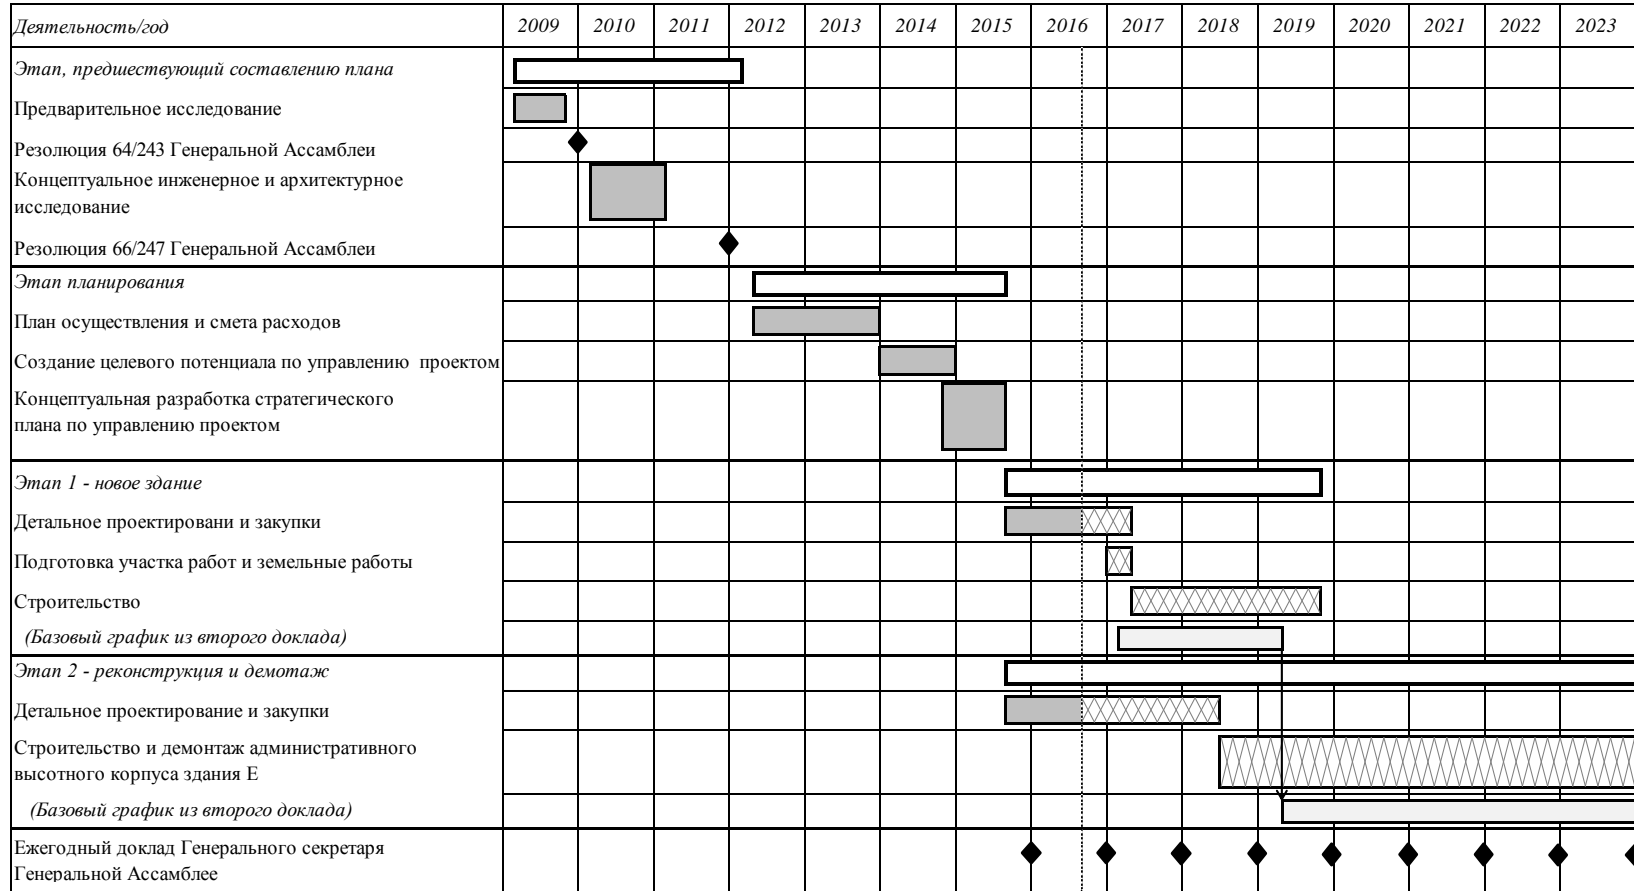 Деятельность/год 2009 2010 2011 2012 2013 2014 2015 2016 2017 2018 2019 2020 2021 2022 2023
Этап, предшествующий составлению плана
Предварительное исследование
Резолюция 64/243 Генеральной Ассамблеи
Концептуальное инженерное и архитектурное
исследование
Резолюция 66/247 Генеральной Ассамблеи
Этап планирования
План осуществления и смета расходов
Создание целевого потенциала по управлению проектом
Концептуальная разработка стратегического
плана по управлению проектом
Этап 1 - новое здание
Детальное проектировани и закупки
Подготовка участка работ и земельные работы
Строительство
(Базовый график из второго доклада)
Этап 2 - реконструкция и демотаж
Детальное проектирование и закупки
Строительство и демонтаж административного
высотного корпуса здания Е
(Базовый график из второго доклада)
Ежегодный доклад Генерального секретаря
Генеральной Ассамблее